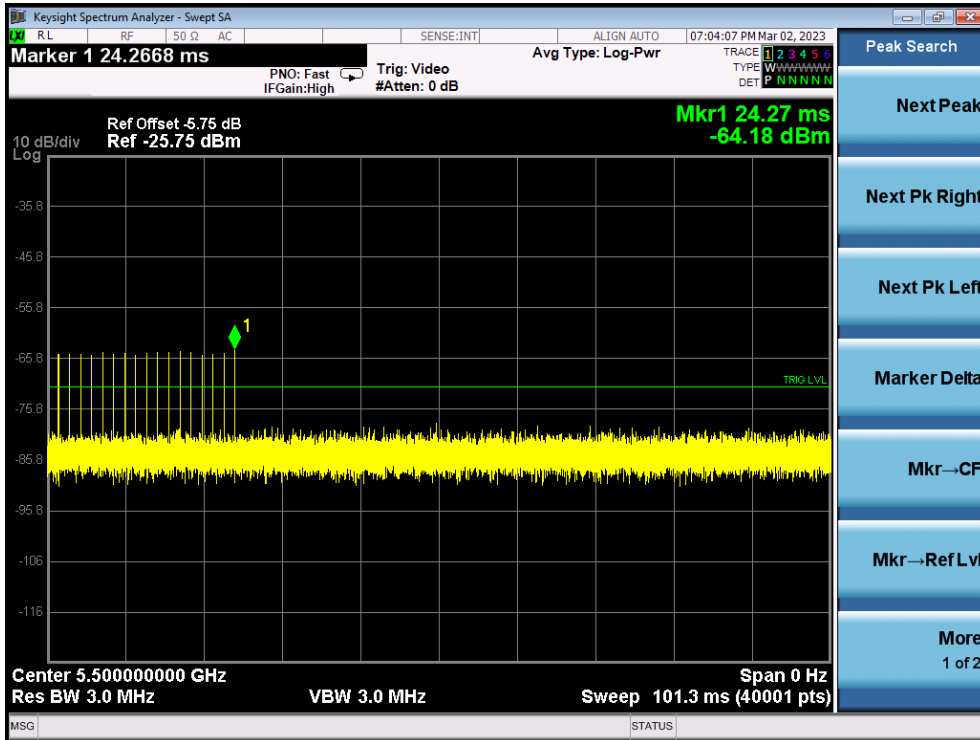 Keysight Spectrum Analyzer - Swept SA
LXI RL RF 50 Ω AC SENSE:INT ALIGN AUTO 07:04:07 PM Mar 02, 2023
Marker 1 24.2668 ms
PNO: Fast
IFGain:High
Trig: Video
#Atten: 0 dB
Avg Type: Log-Pwr
TRACE 1 2 3 4 5 6
TYPE WWWWWW
DET P N N N N N
Ref Offset -5.75 dB
Ref -25.75 dBm
10 dB/div
Log
Mkr1 24.27 ms
-64.18 dBm
-35.8
-45.8
-55.8
1
-65.8
TRIG LVL
-75.8
-85.8
-95.8
-106
-116
Center 5.500000000 GHz
Span 0 Hz
Res BW 3.0 MHz
VBW 3.0 MHz
Sweep 101.3 ms (40001 pts)
MSG
STATUS
Peak Search
Next Peak
Next Pk Right
Next Pk Left
Marker Delta
Mkr→CF
Mkr→Ref Lvl
More
1 of 2